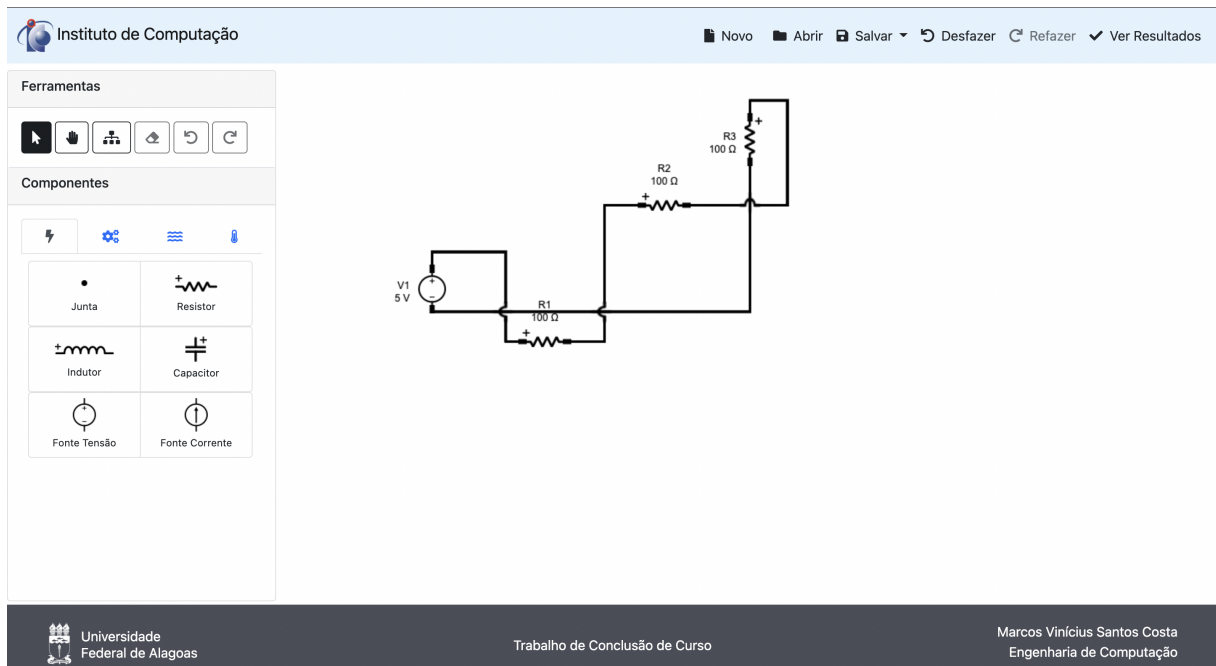 Instituto de Computação
Novo Abrir Salvar Desfazer Refazer Ver Resultados
Ferramentas
Componentes
Junta Resistor
Indutor Capacitor
Fonte Tensão Fonte Corrente
R3
100 Ω
R2
100 Ω
V1
5 V
R1
100 Ω
Universidade
Federal de Alagoas
Trabalho de Conclusão de Curso
Marcos Vinícius Santos Costa
Engenharia de Computação